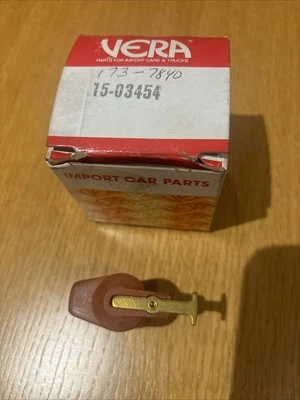 VERA
PARTS FOR IMPORT CARS & TRUCKS
173-7840
15-03454
IMPORT CAR PARTS